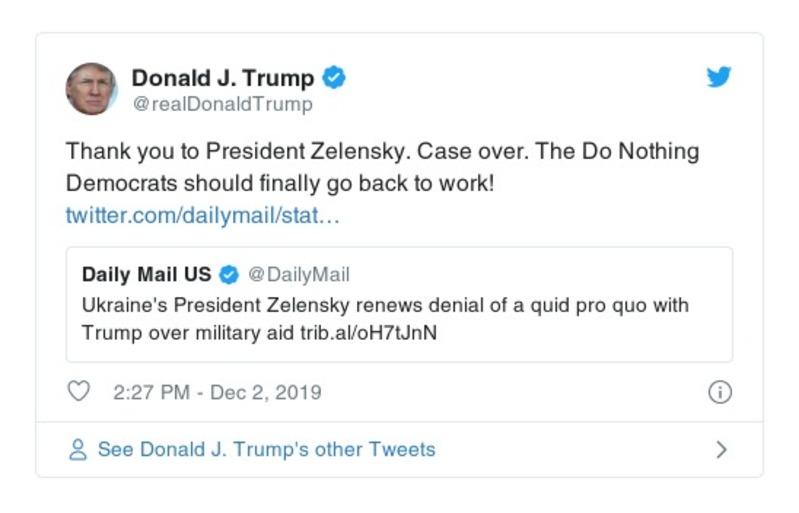 Donald J. Trump
@realDonaldTrump
Thank you to President Zelensky. Case over. The Do Nothing
Democrats should finally go back to work!
twitter.com/dailymail/stat…
Daily Mail US @DailyMail
Ukraine's President Zelensky renews denial of a quid pro quo with
Trump over military aid trib.al/oH7tJnN
2:27 PM - Dec 2, 2019
See Donald J. Trump's other Tweets